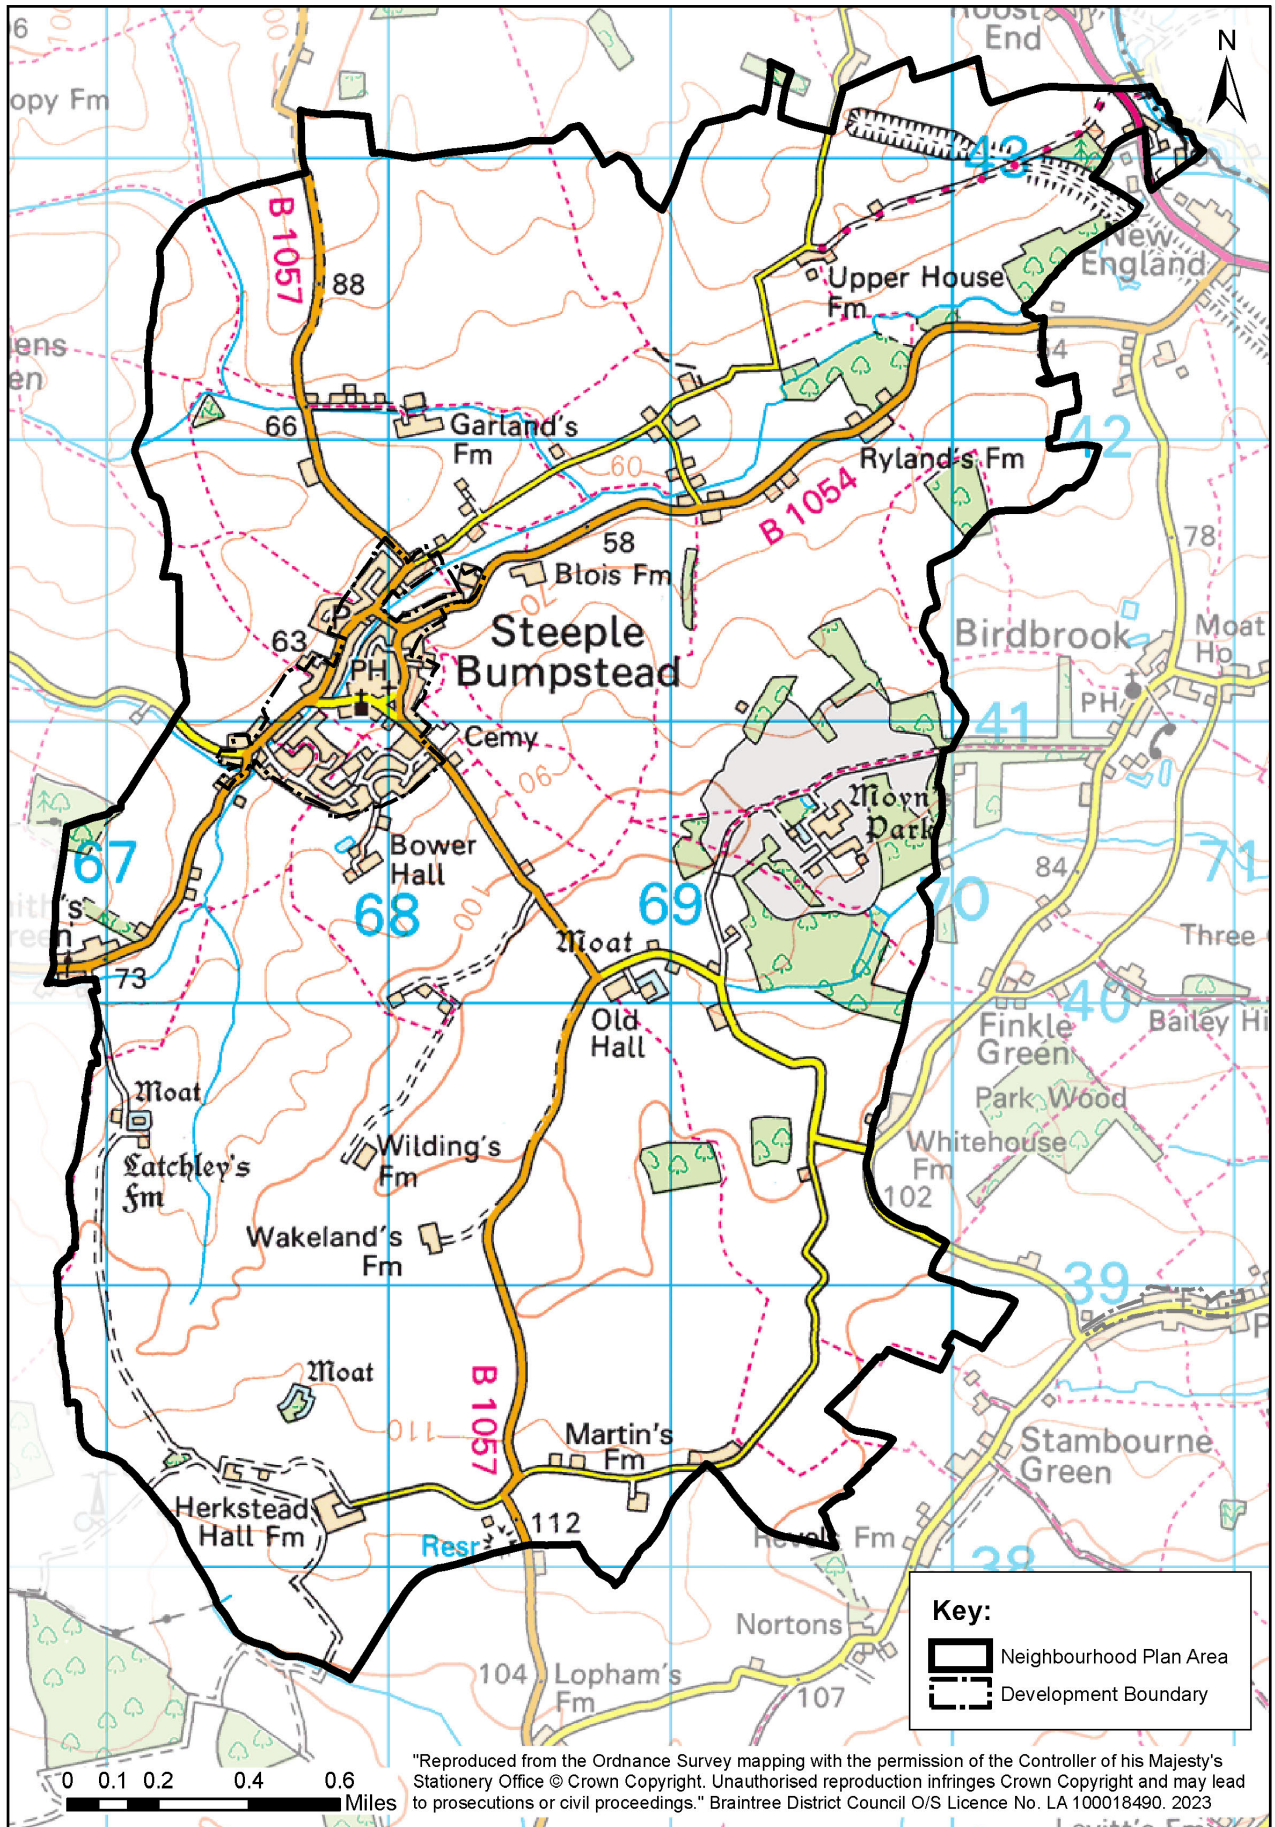 End
N
opy Fm
43
B 1057
88
New
England
Upper House
Fm
66
Garland's
Fm
42
60
Ryland's Fm
B 1054
78
58
Blois Fm
70
Steeple
Bumpstead
63
PH
Birdbrook
Moat
Ho
PH
41
Cemy
90
Moyn's
Park
67
Bower
Hall
84
71
68
69
70
100
Moat
Three
73
40
Old
Hall
Finkle
Green
Bailey Hi
Park Wood
Moat
Latchley's
Fm
Wilding's
Fm
Whitehouse
Fm
102
Wakeland's
Fm
39
Moat
B 1057
110
Martin's
Fm
Stambourne
Green
Herkstead
Hall Fm
112
Resr
Revels Fm
38
Key:
Neighbourhood Plan Area
Development Boundary
Nortons
104
Lopham's
Fm
107
0 0.1 0.2 0.4 0.6
Miles
"Reproduced from the Ordnance Survey mapping with the permission of the Controller of his Majesty's
Stationery Office © Crown Copyright. Unauthorised reproduction infringes Crown Copyright and may lead
to prosecutions or civil proceedings." Braintree District Council O/S Licence No. LA 100018490. 2023